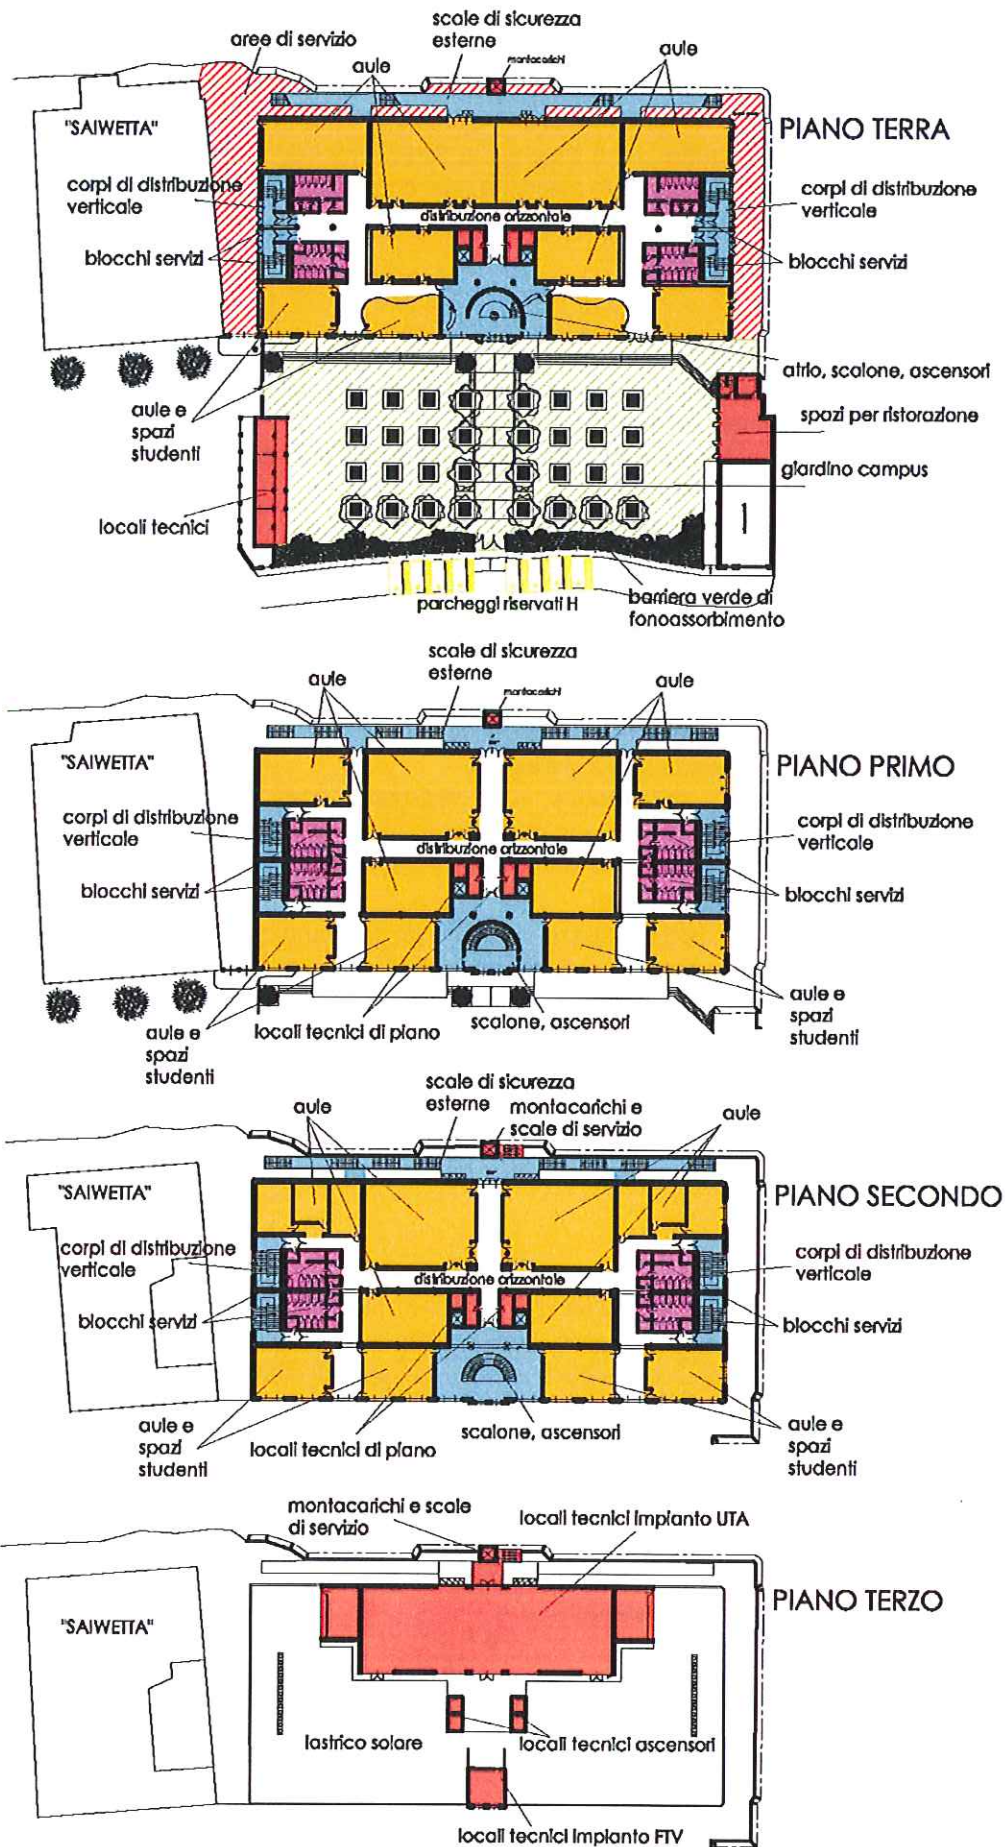 scale di sicurezza
esterne
aree di servizio
montacarichi
aule
aule
"SAIWETTA"
PIANO TERRA
corpi di distribuzione
verticale
corpi di distribuzione
verticale
distribuzione orizzontale
blocchi servizi
blocchi servizi
atrio, scalone, ascensori
aule e
spazi
studenti
spazi per ristorazione
giardino campus
locali tecnici
barriera verde di
fonoassorbimento
parcheggi riservati H
scale di sicurezza
esterne
aule
montacarichi
aule
"SAIWETTA"
PIANO PRIMO
corpi di distribuzione
verticale
corpi di distribuzione
verticale
distribuzione orizzontale
blocchi servizi
blocchi servizi
aule e
spazi
studenti
locali tecnici di piano
scalone, ascensori
aule e
spazi
studenti
scale di sicurezza
esterne
aule
montacarichi e
scale di servizio
aule
"SAIWETTA"
PIANO SECONDO
corpi di distribuzione
verticale
corpi di distribuzione
verticale
distribuzione orizzontale
blocchi servizi
blocchi servizi
aule e
spazi
studenti
locali tecnici di piano
scalone, ascensori
aule e
spazi
studenti
montacarichi e scale
di servizio
locali tecnici impianto UTA
"SAIWETTA"
PIANO TERZO
lastrico solare
locali tecnici ascensori
locali tecnici impianto FTV